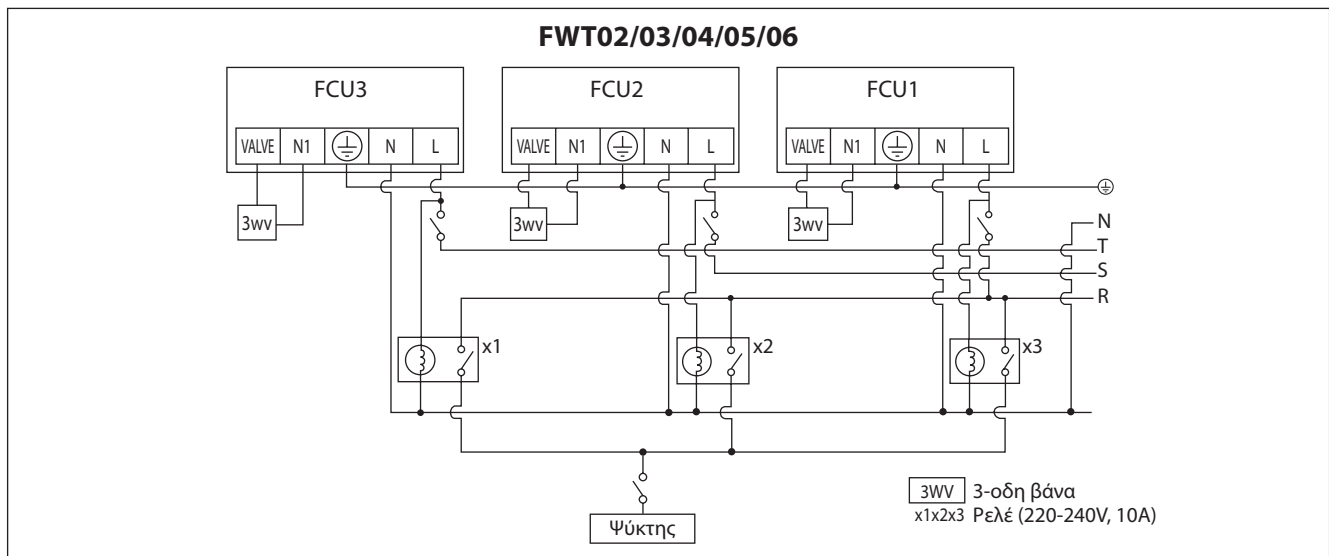 FWT02/03/04/05/06
FCU3
FCU2
FCU1
VALVE N1 N L
VALVE N1 N L
VALVE N1 N L
3wv
3wv
3wv
N
T
S
R
x1
x2
x3
3WV 3-οδη βάνα
x1x2x3 Ρελέ (220-240V, 10A)
Ψύκτης